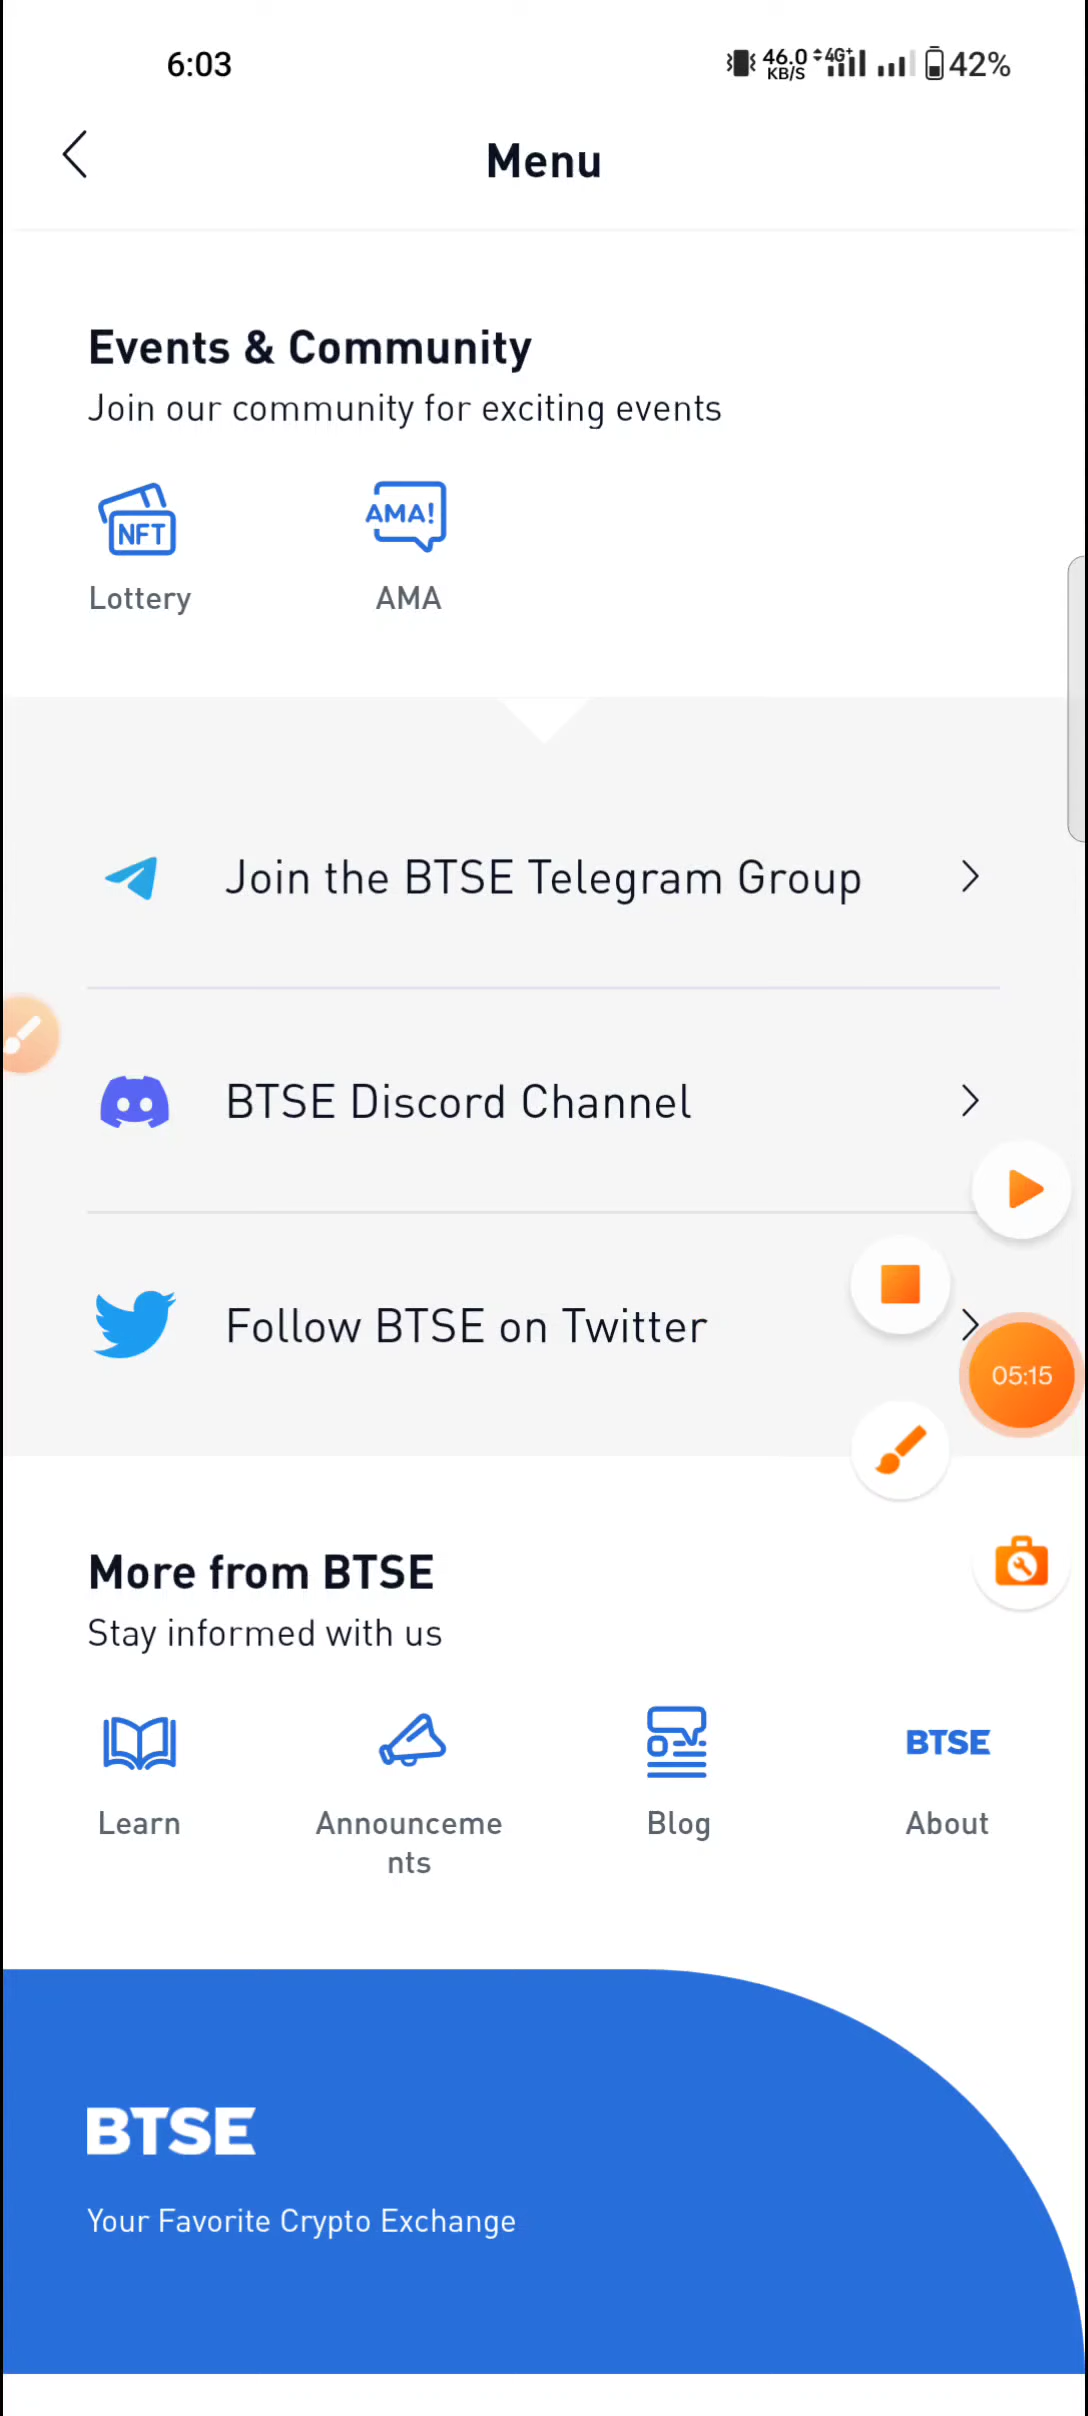 6:03
46.0
KB/S
4G+
42%
Menu
Events & Community
Join our community for exciting events
NFT
AMA!
Lottery
AMA
Join the BTSE Telegram Group
BTSE Discord Channel
Follow BTSE on Twitter
05:15
More from BTSE
Stay informed with us
BTSE
Learn
Announceme
nts
Blog
About
BTSE
Your Favorite Crypto Exchange